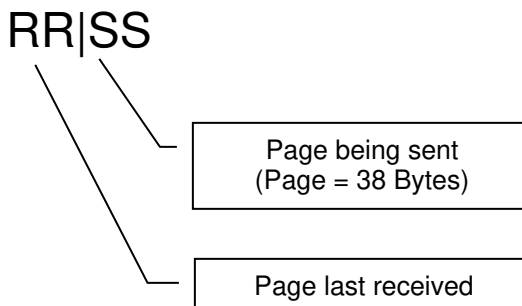 RR|SS
Page being sent
(Page = 38 Bytes)
Page last received